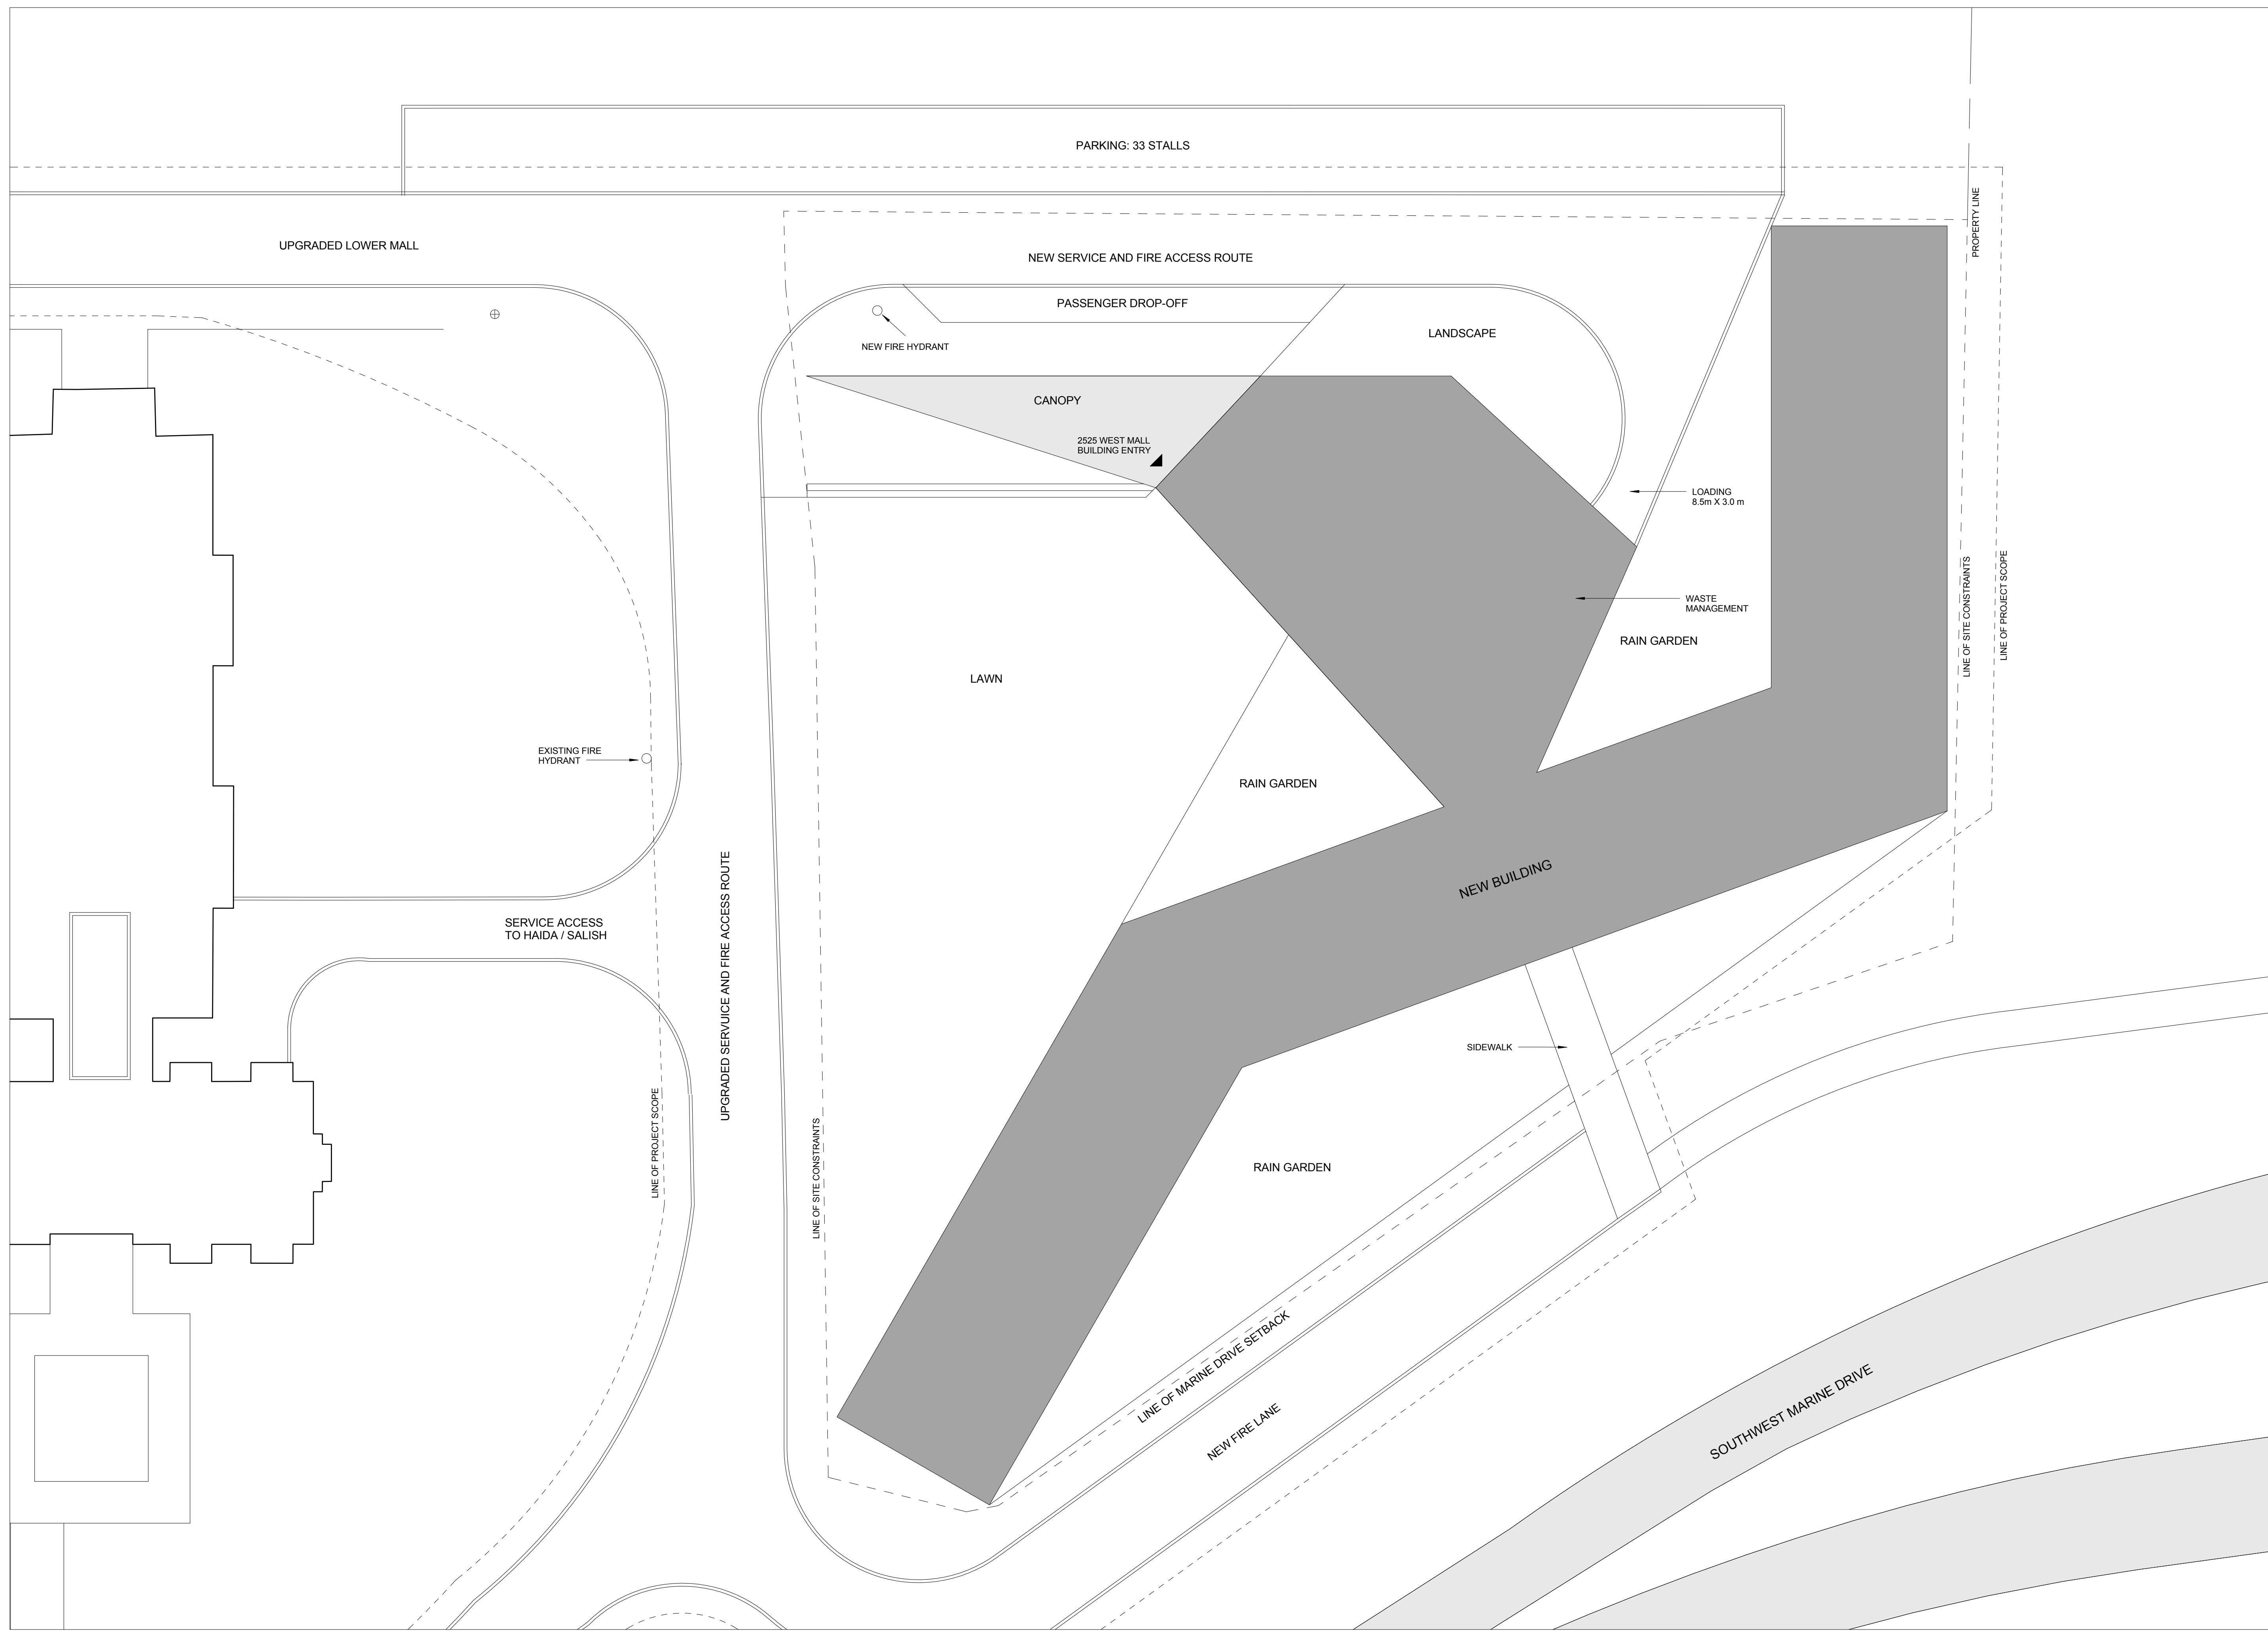 PARKING: 33 STALLS
PROPERTY LINE
UPGRADED LOWER MALL
NEW SERVICE AND FIRE ACCESS ROUTE
PASSENGER DROP-OFF
LANDSCAPE
NEW FIRE HYDRANT
CANOPY
2525 WEST MALL
BUILDING ENTRY
LOADING
8.5m X 3.0 m
WASTE
MANAGEMENT
RAIN GARDEN
LINE OF SITE CONSTRAINTS
LINE OF PROJECT SCOPE
LAWN
EXISTING FIRE
HYDRANT
RAIN GARDEN
NEW BUILDING
SERVICE ACCESS
TO HAIDA / SALISH
UPGRADED SERVUICE AND FIRE ACCESS ROUTE
SIDEWALK
LINE OF PROJECT SCOPE
LINE OF SITE CONSTRAINTS
RAIN GARDEN
LINE OF MARINE DRIVE SETBACK
NEW FIRE LANE
SOUTHWEST MARINE DRIVE